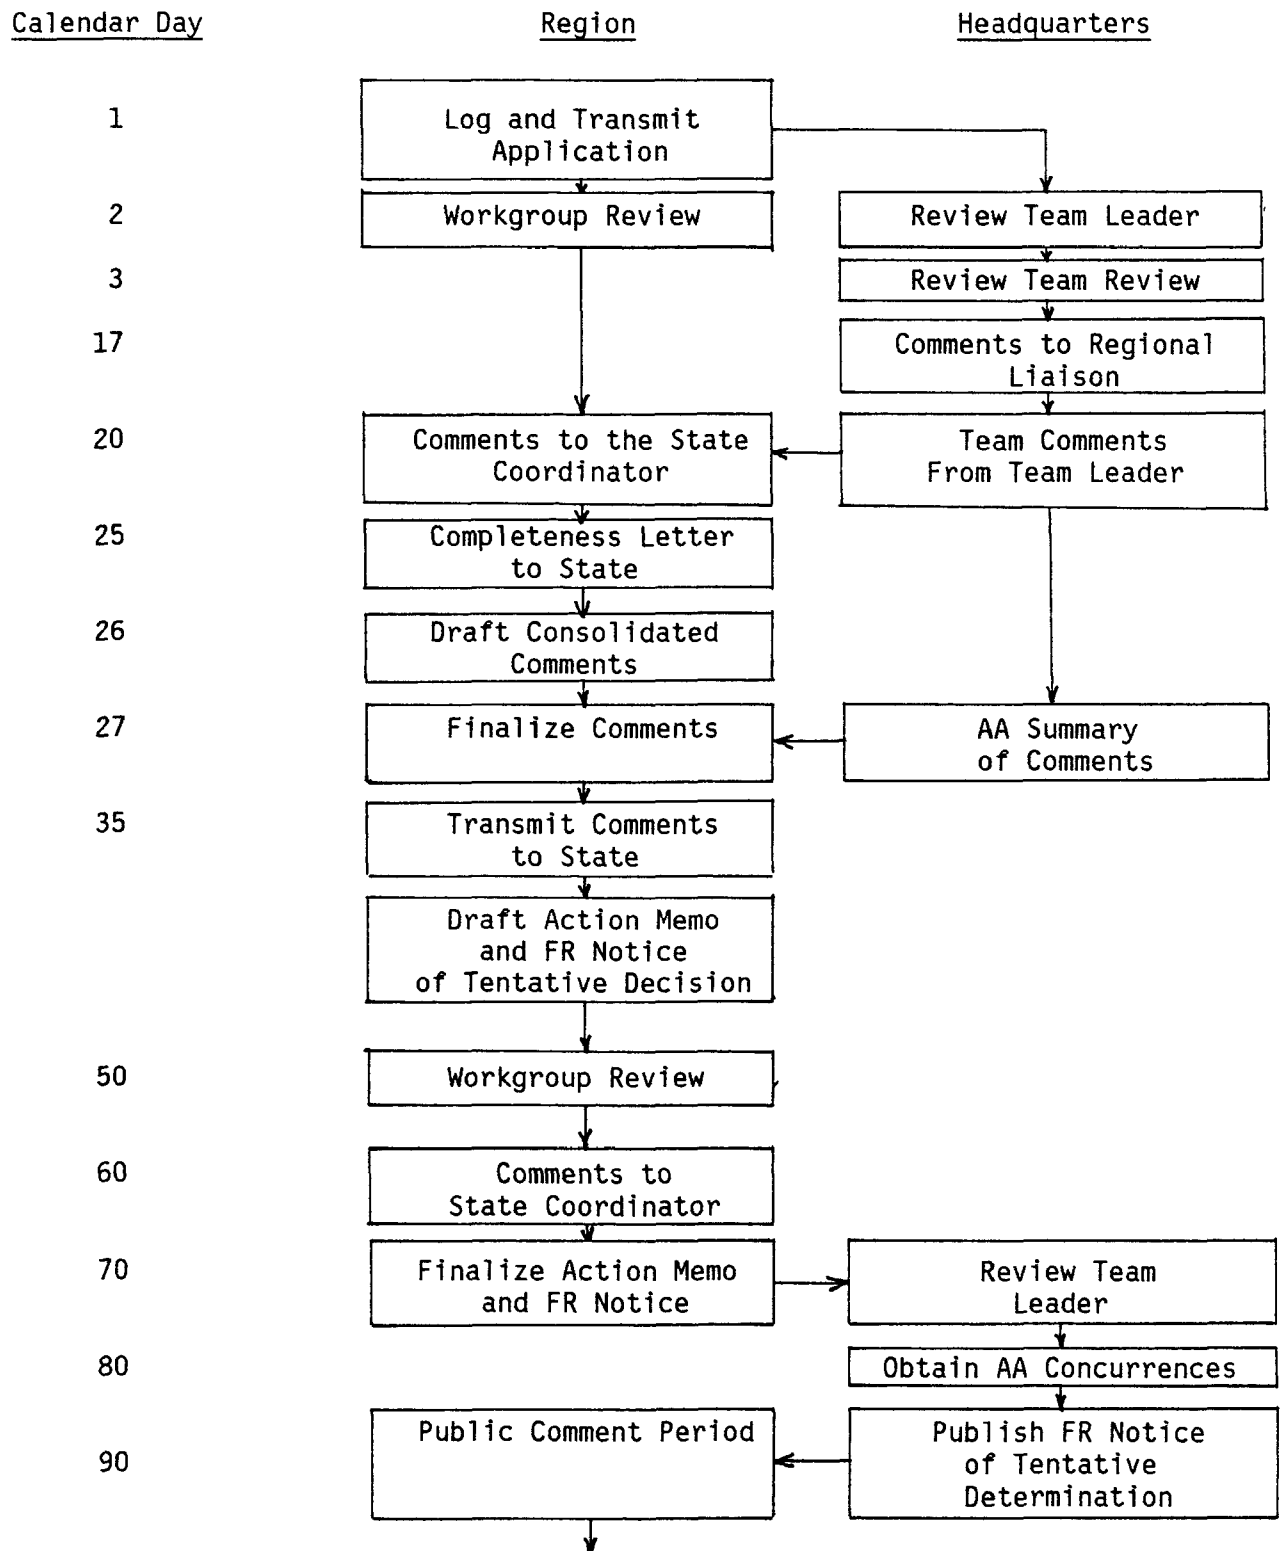 Calendar Day Region Headquarters
1
Log and Transmit
Application
2 Workgroup Review Review Team Leader
3 Review Team Review
17 Comments to Regional
Liaison
20 Comments to the State Team Comments
Coordinator From Team Leader
25 Completeness Letter
to State
26 Draft Consolidated
Comments
27 Finalize Comments AA Summary
of Comments
35 Transmit Comments
to State
Draft Action Memo
and FR Notice
of Tentative Decision
50 Workgroup Review
60 Comments to
State Coordinator
70 Finalize Action Memo Review Team
and FR Notice Leader
80 Obtain AA Concurrences
Public Comment Period Publish FR Notice
90 of Tentative
Determination